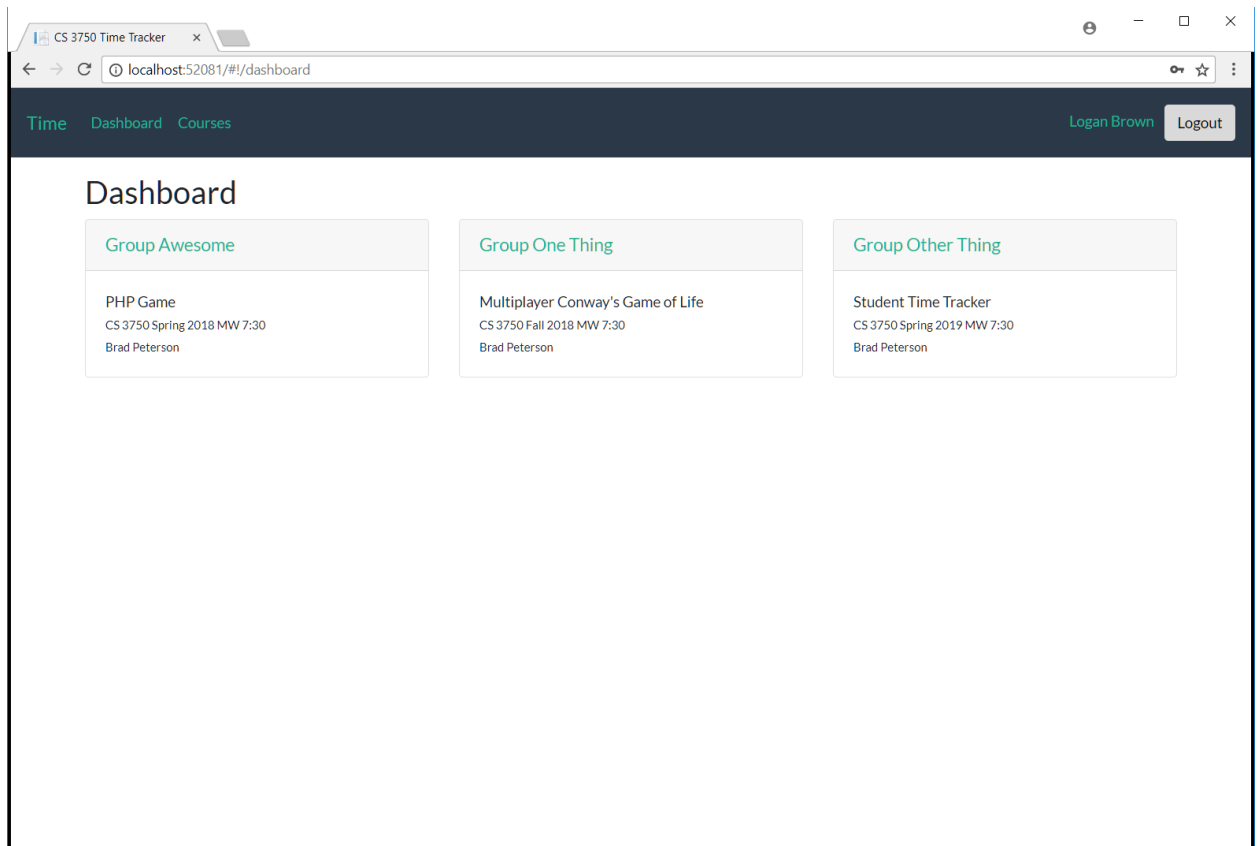 CS 3750 Time Tracker
localhost:52081/#!/dashboard
Time Dashboard Courses Logan Brown Logout
Dashboard
Group Awesome
PHP Game
CS 3750 Spring 2018 MW 7:30
Brad Peterson
Group One Thing
Multiplayer Conway's Game of Life
CS 3750 Fall 2018 MW 7:30
Brad Peterson
Group Other Thing
Student Time Tracker
CS 3750 Spring 2019 MW 7:30
Brad Peterson